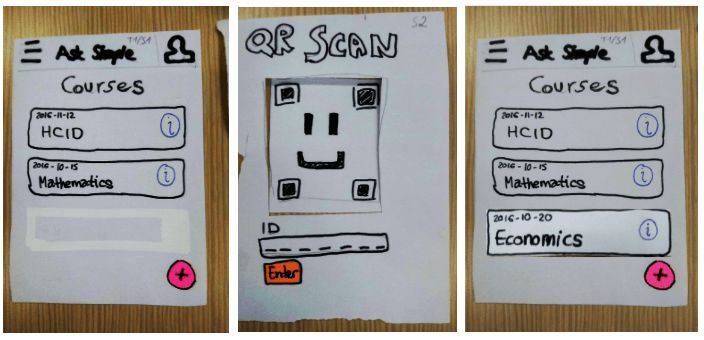 T1/S1
Ask Simple
Courses
2016-11-12
HCID
i
2016-10-15
Mathematics
i
+
S2
QR SCAN
ID
Enter
T1/S1
Ask Simple
Courses
2016-11-12
HCID
i
2016-10-15
Mathematics
i
2016-10-20
Economics
i
+